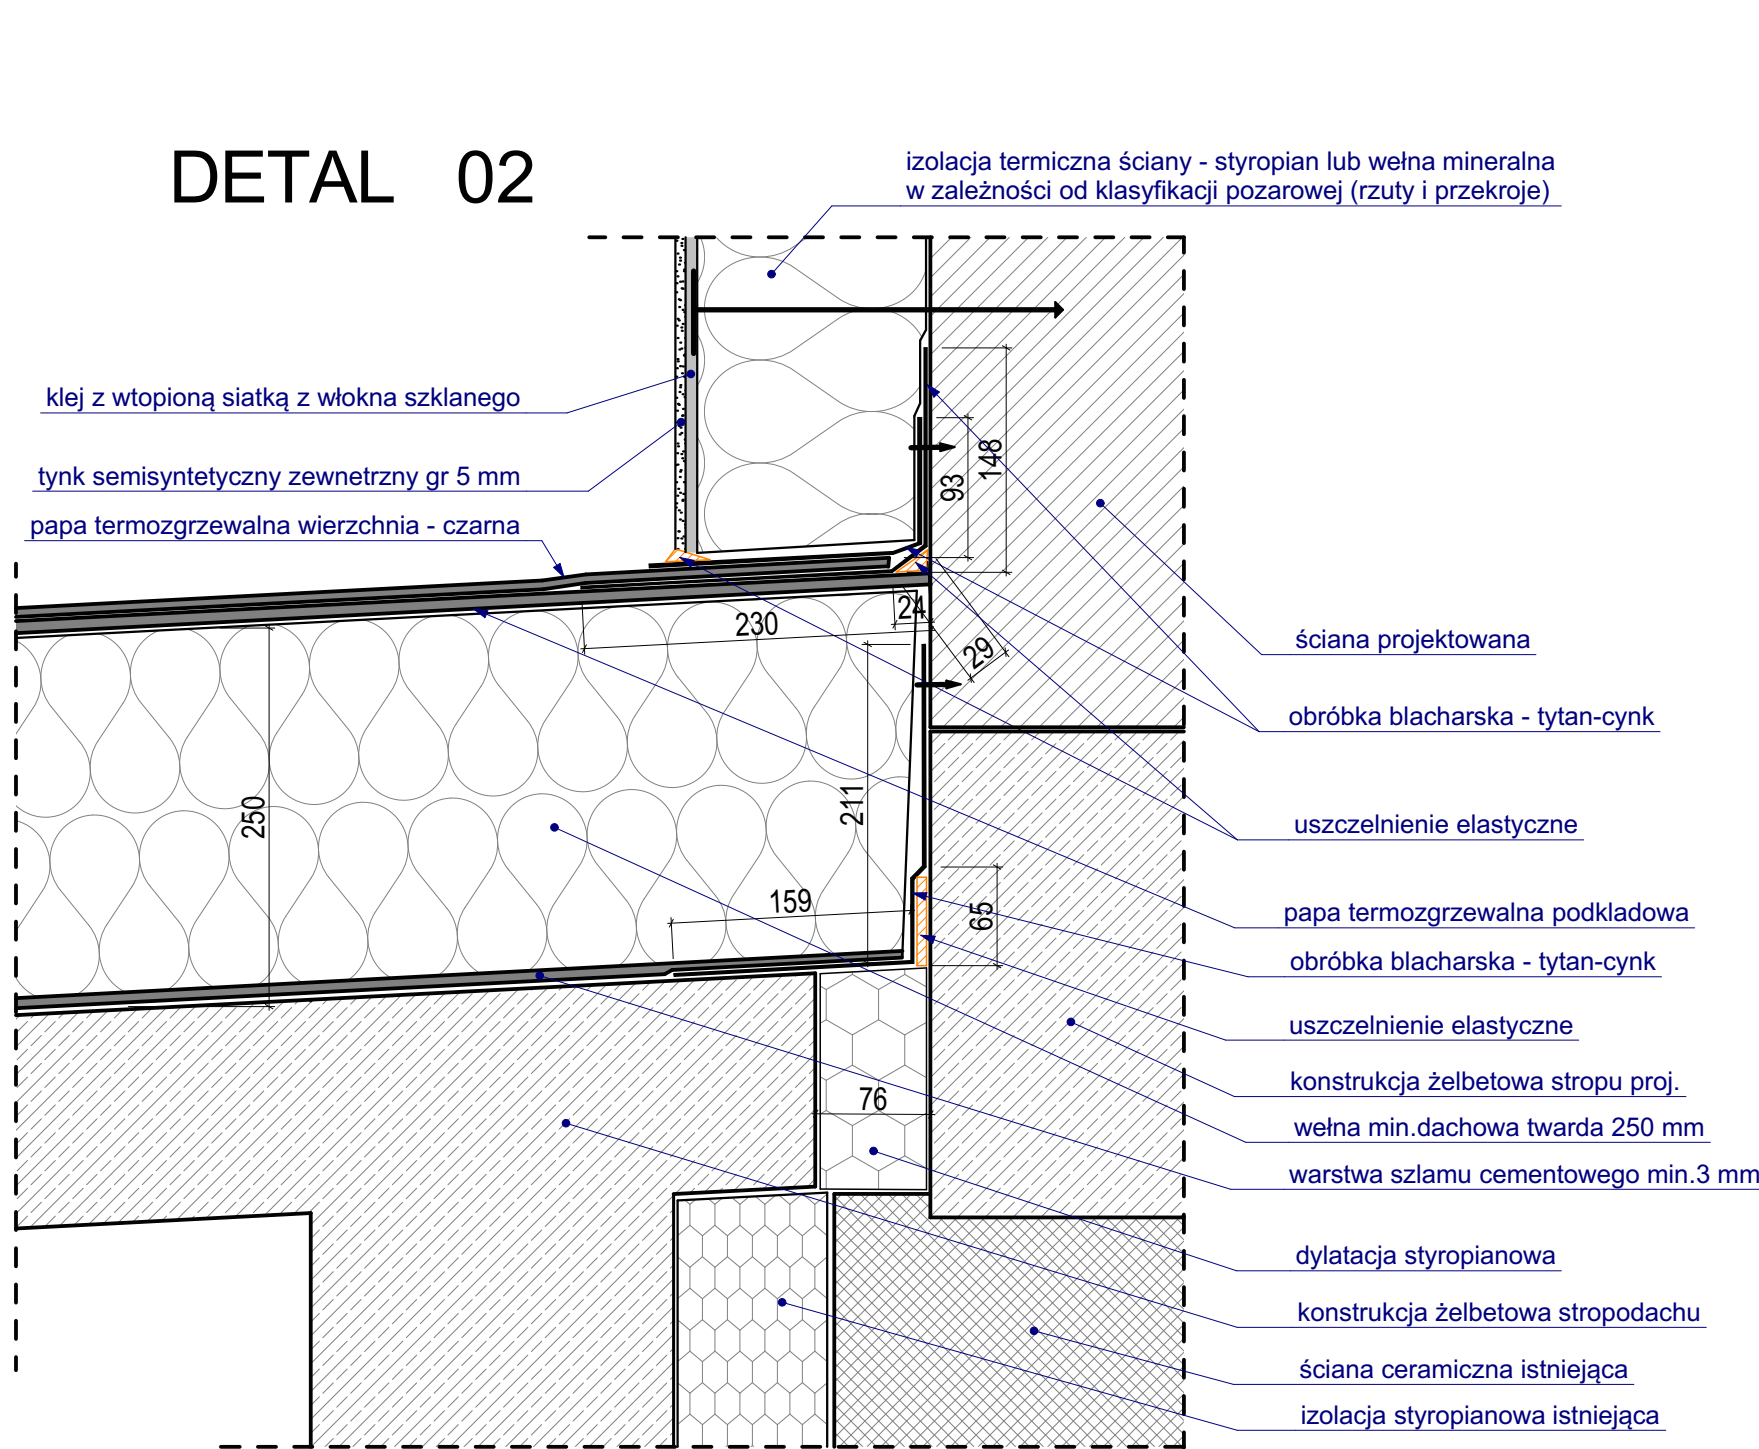 DETAL 02
izolacja termiczna ściany - styropian lub wełna mineralna
w zależności od klasyfikacji pozarowej (rzuty i przekroje)
klej z wtopioną siatką z włokna szklanego
tynk semisyntetyczny zewnetrzny gr 5 mm
papa termozgrzewalna wierzchnia - czarna
148
93
230
24
29
250
211
159
65
76
ściana projektowana
obróbka blacharska - tytan-cynk
uszczelnienie elastyczne
papa termozgrzewalna podkladowa
obróbka blacharska - tytan-cynk
uszczelnienie elastyczne
konstrukcja żelbetowa stropu proj.
wełna min.dachowa twarda 250 mm
warstwa szlamu cementowego min.3 mm
dylatacja styropianowa
konstrukcja żelbetowa stropodachu
ściana ceramiczna istniejąca
izolacja styropianowa istniejąca